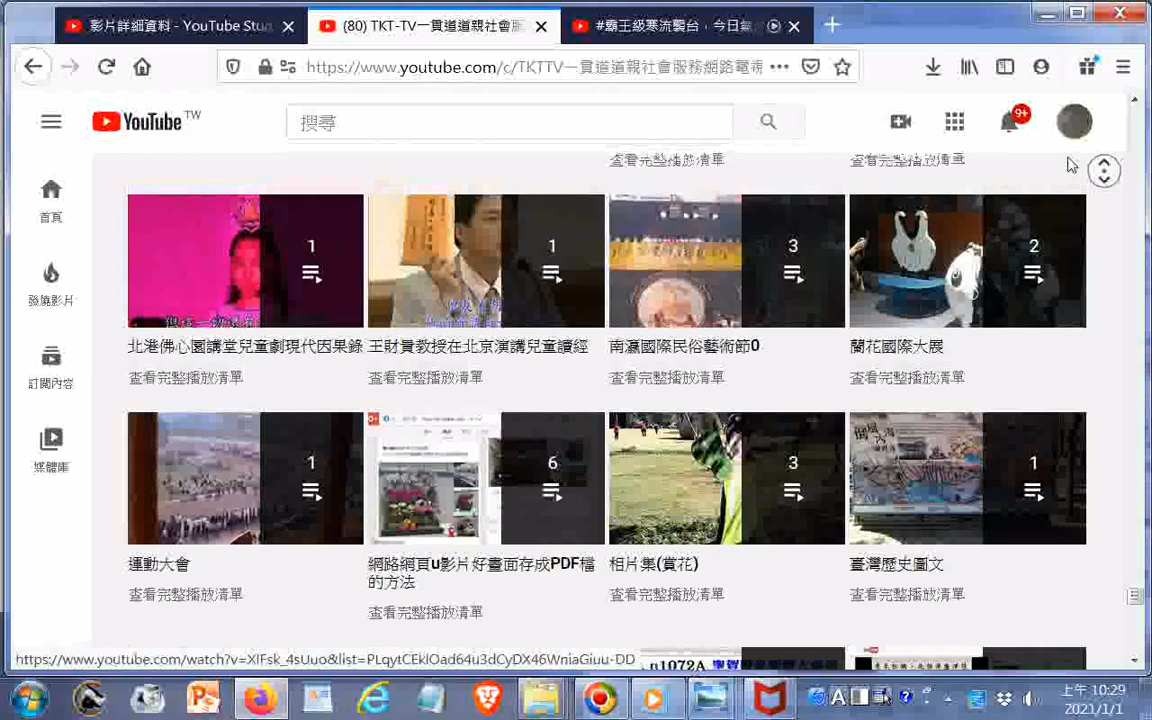 影片詳細資料 - YouTube Stu
(80) TKT-TV一貫道道親社會服
#霸王級寒流襲台，今日氣
https://www.youtube.com/c/TKTTV一貫道道親社會服務網路電視
YouTube TW
搜尋
9+
查看完整播放清單
查看完整播放清單
首頁
發燒影片
訂閱內容
媒體庫
1
1
3
2
北港佛心園講堂兒童劇現代因果錄
王財貴教授在北京演講兒童讀經
南瀛國際民俗藝術節0
蘭花國際大展
查看完整播放清單
查看完整播放清單
查看完整播放清單
查看完整播放清單
1
6
3
1
運動大會
網路網頁u影片好畫面存成PDF檔
的方法
相片集(賞花)
臺灣歷史圖文
查看完整播放清單
查看完整播放清單
查看完整播放清單
查看完整播放清單
https://www.youtube.com/watch?v=XlFsk_4sUuo&list=PLqytCEklOad64u3dCyDX46WniaGiuu-DD
n1072A
上午 10:29
2021/1/1